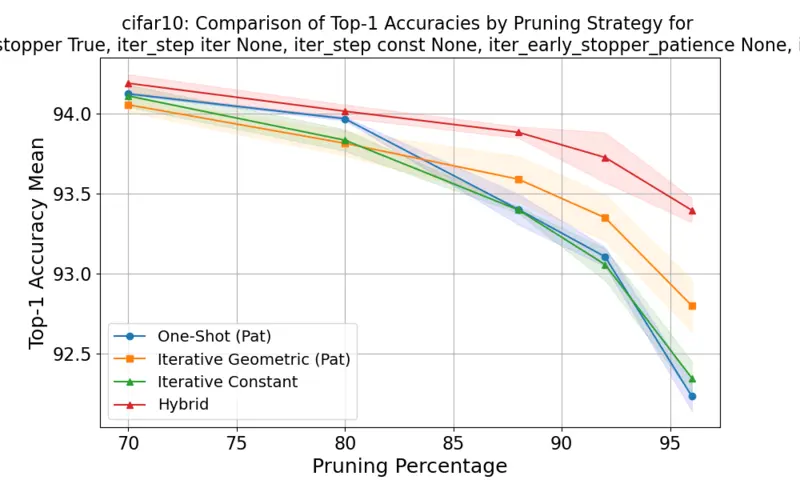 cifar10: Comparison of Top-1 Accuracies by Pruning Strategy for
stopper True, iter_step iter None, iter_step const None, iter_early_stopper_patience None, i
94.0
93.5
93.0
92.5
Top-1 Accuracy Mean
One-Shot (Pat)
Iterative Geometric (Pat)
Iterative Constant
Hybrid
70 75 80 85 90 95
Pruning Percentage